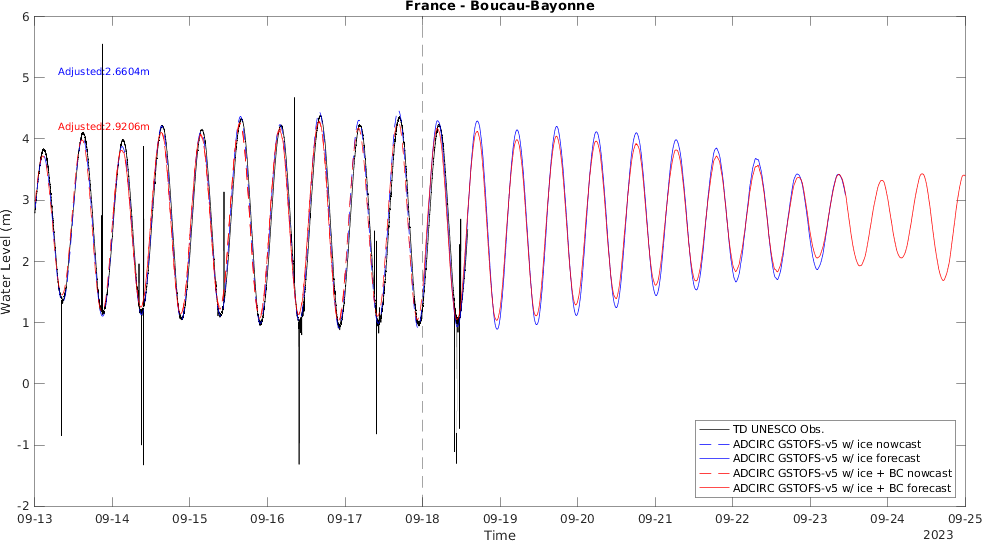 France - Boucau-Bayonne
6
5
4
3
2
1
0
-1
-2
Water Level (m)
Adjusted:2.6604m
Adjusted:2.9206m
TD UNESCO Obs.
ADCIRC GSTOFS-v5 w/ ice nowcast
ADCIRC GSTOFS-v5 w/ ice forecast
ADCIRC GSTOFS-v5 w/ ice + BC nowcast
ADCIRC GSTOFS-v5 w/ ice + BC forecast
09-13 09-14 09-15 09-16 09-17 09-18 09-19 09-20 09-21 09-22 09-23 09-24 09-25
Time
2023